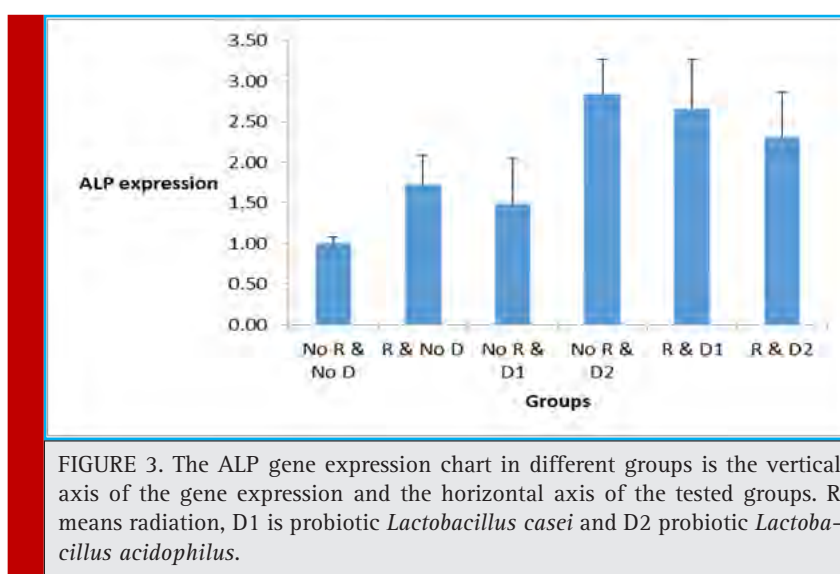 3.50
3.00
2.50
2.00
ALP expression
1.50
1.00
0.50
0.00
No R & R & No D No R & No R & R & D1 R & D2
No D D1 D2
Groups
FIGURE 3. The ALP gene expression chart in different groups is the vertical
axis of the gene expression and the horizontal axis of the tested groups. R
means radiation, D1 is probiotic Lactobacillus casei and D2 probiotic Lactoba-
cillus acidophilus.